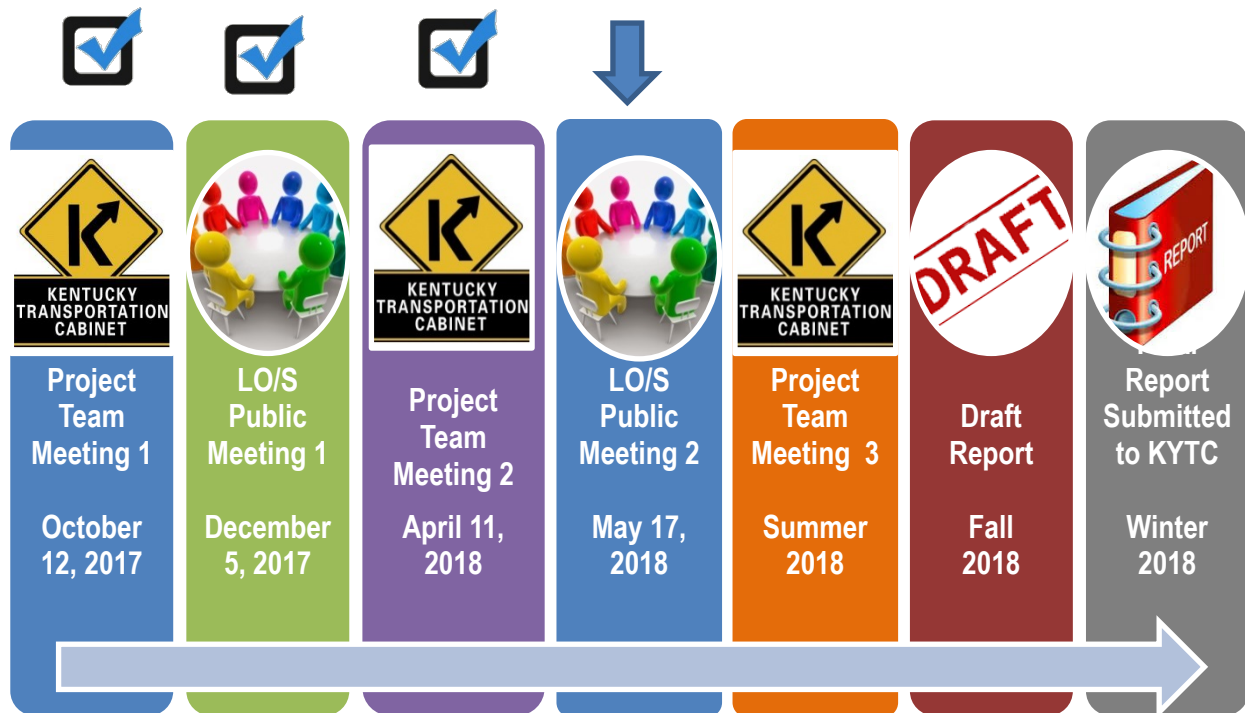 KENTUCKY
TRANSPORTATION
CABINET
Project
Team
Meeting 1
October
12, 2017
LO/S
Public
Meeting 1
December
5, 2017
KENTUCKY
TRANSPORTATION
CABINET
Project
Team
Meeting 2
April 11,
2018
LO/S
Public
Meeting 2
May 17,
2018
KENTUCKY
TRANSPORTATION
CABINET
Project
Team
Meeting 3
Summer
2018
DRAFT
Draft
Report
Fall
2018
REPORT
Report
Submitted
to KYTC
Winter
2018